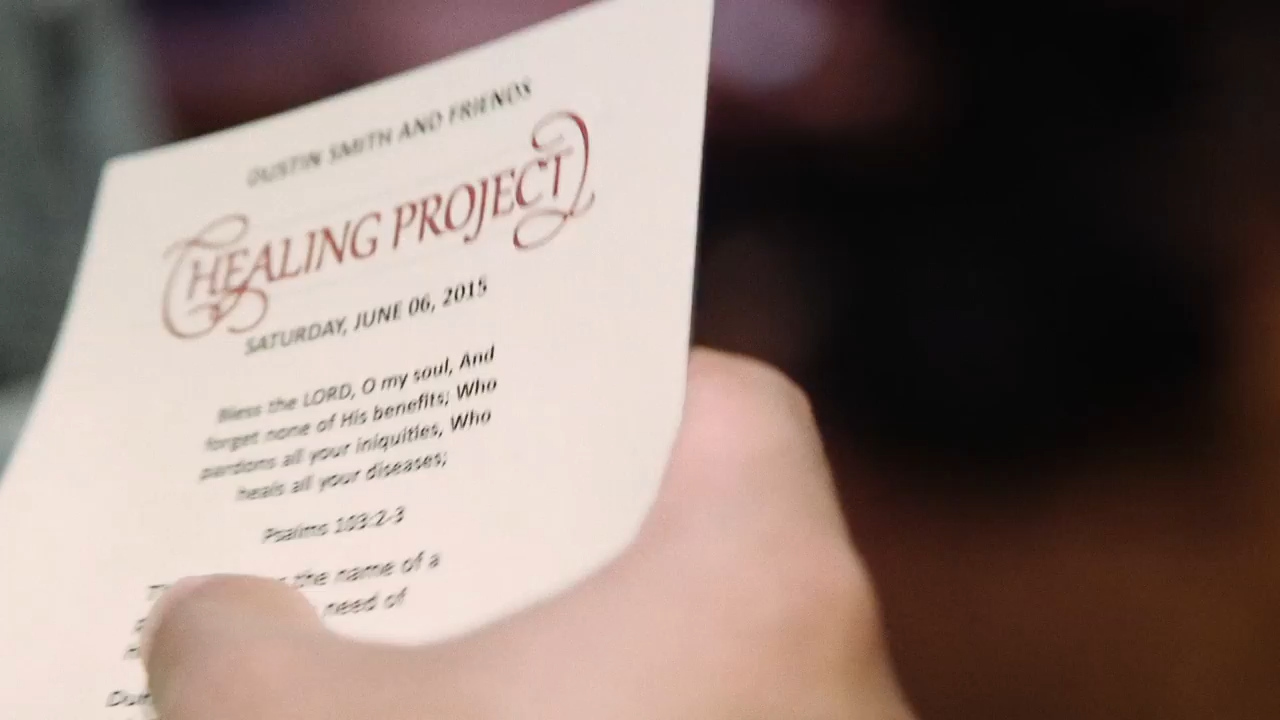 DUSTIN SMITH AND FRIENDS
HEALING PROJECT
SATURDAY, JUNE 06, 2015
Bless the LORD, O my soul, And
forget none of His benefits; Who
pardons all your iniquities, Who
heals all your diseases;
Psalms 103:2-3
the name of a
need of